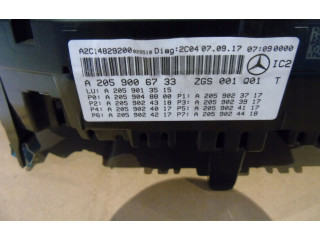 A2C14829200 Diag:2C04 07.09.17 07:09 0000
IC2
A 205 900 67 33 ZGS 001 Q01 T
LU: A 205 901 35 15
P0: A 205 904 88 00 P1: A 205 902 37 17
P2: A 205 902 43 18 P3: A 205 902 39 17
P4: A 205 902 40 17 P5: A 205 902 41 17
P6: A 205 902 42 17 P7: A 205 902 44 18